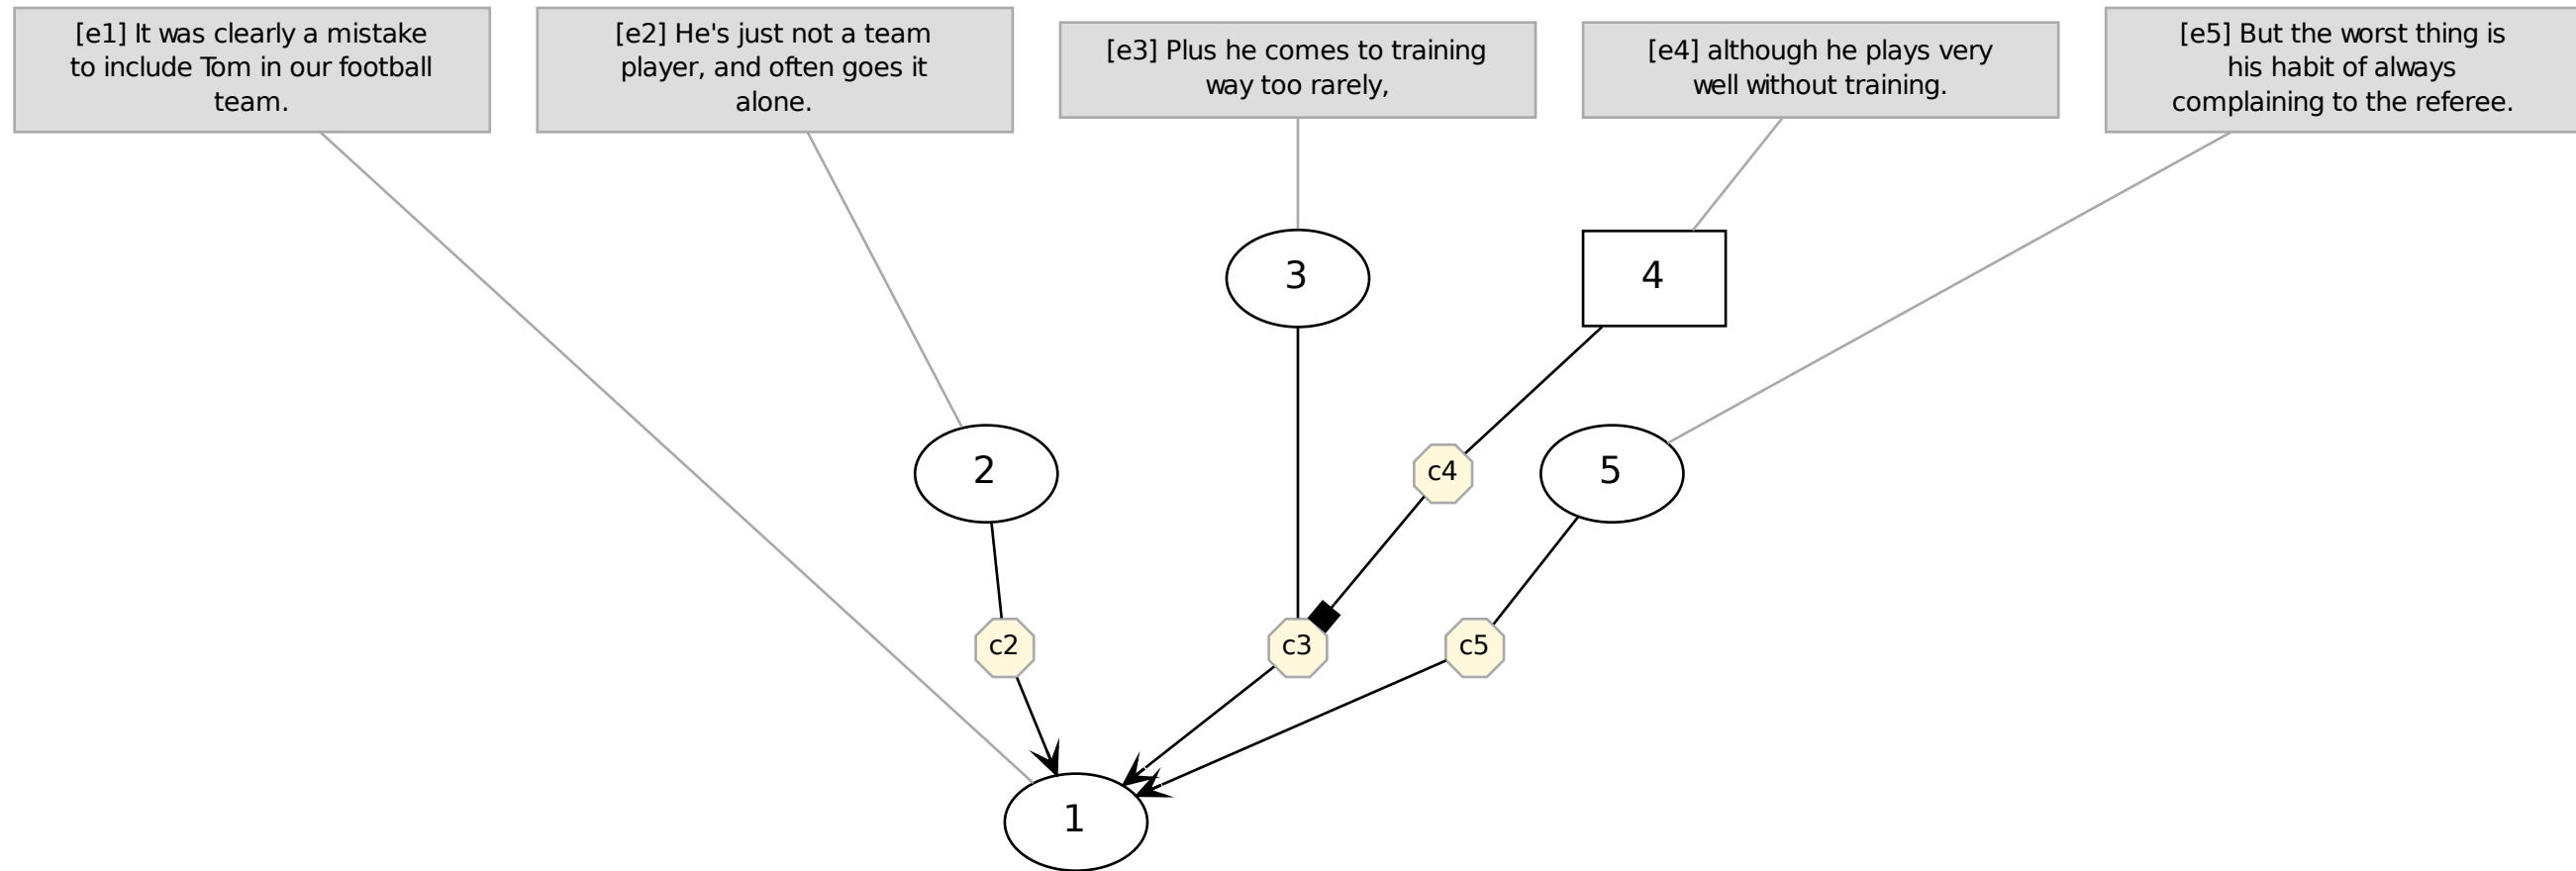 [e1] It was clearly a mistake
to include Tom in our football
team.
[e2] He's just not a team
player, and often goes it
alone.
[e3] Plus he comes to training
way too rarely,
[e4] although he plays very
well without training.
[e5] But the worst thing is
his habit of always
complaining to the referee.
3
4
2
c4
5
c2
c3
c5
1